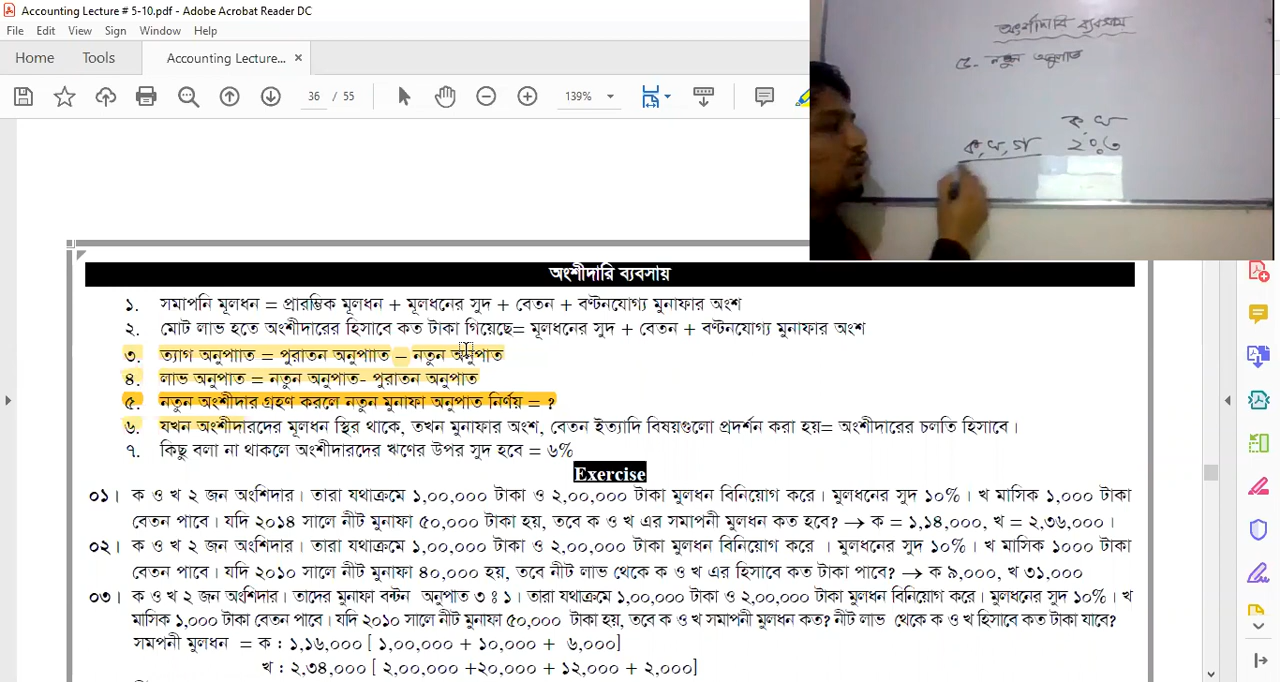 Accounting Lecture # 5-10.pdf - Adobe Acrobat Reader DC
File Edit View Sign Window Help
Home Tools Accounting Lecture... ×
36 / 55 139%
অংশীদারি ব্যবসায়
৫. নতুন অনুপাত
ক, খ
ক, খ, গ ২ ঃ ৩
অংশীদারি ব্যবসায়
১. সমাপনি মূলধন = প্রারম্ভিক মূলধন + মূলধনের সুদ + বেতন + বণ্টনযোগ্য মুনাফার অংশ
২. মোট লাভ হতে অংশীদারের হিসাবে কত টাকা গিয়েছে= মূলধনের সুদ + বেতন + বণ্টনযোগ্য মুনাফার অংশ
৩. ত্যাগ অনুপাাত = পুরাতন অনুপাাত – নতুন অনুপাত
৪. লাভ অনুপাত = নতুন অনুপাত- পুরাতন অনুপাত
৫. নতুন অংশীদার গ্রহণ করলে নতুন মুনাফা অনুপাত নির্ণয় = ?
৬. যখন অংশীদারদের মূলধন স্থির থাকে, তখন মুনাফার অংশ, বেতন ইত্যাদি বিষয়গুলো প্রদর্শন করা হয়= অংশীদারের চলতি হিসাবে।
৭. কিছু বলা না থাকলে অংশীদারদের ঋণের উপর সুদ হবে = ৬%
Exercise
০১। ক ও খ ২ জন অংশিদার। তারা যথাক্রমে ১,০০,০০০ টাকা ও ২,০০,০০০ টাকা মুলধন বিনিয়োগ করে। মুলধনের সুদ ১০%। খ মাসিক ১,০০০ টাকা
বেতন পাবে। যদি ২০১৪ সালে নীট মুনাফা ৫০,০০০ টাকা হয়, তবে ক ও খ এর সমাপনী মুলধন কত হবে? → ক = ১,১৪,০০০, খ = ২,৩৬,০০০।
০২। ক ও খ ২ জন অংশিদার। তারা যথাক্রমে ১,০০,০০০ টাকা ও ২,০০,০০০ টাকা মুলধন বিনিয়োগ করে । মুলধনের সুদ ১০%। খ মাসিক ১০০০ টাকা
বেতন পাবে। যদি ২০১০ সালে নীট মুনাফা ৪০,০০০ হয়, তবে নীট লাভ থেকে ক ও খ এর হিসাবে কত টাকা পাবে? → ক ৯,০০০, খ ৩১,০০০
০৩। ক ও খ ২ জন অংশিদার। তাদের মুনাফা বন্টন অনুপাত ৩ ঃ ১। তারা যথাক্রমে ১,০০,০০০ টাকা ও ২,০০,০০০ টাকা মুলধন বিনিয়োগ করে। মুলধনের সুদ ১০%। খ
মাসিক ১,০০০ টাকা বেতন পাবে। যদি ২০১০ সালে নীট মুনাফা ৫০,০০০ টাকা হয়, তবে ক ও খ সমাপনী মুলধন কত? নীট লাভ থেকে ক ও খ হিসাবে কত টাকা যাবে?
সমপনী মুলধন = ক : ১,১৬,০০০ [ ১,০০,০০০ + ১০,০০০ + ৬,০০০]
খ : ২,৩৪,০০০ [ ২,০০,০০০ +২০,০০০ + ১২,০০০ + ২,০০০]